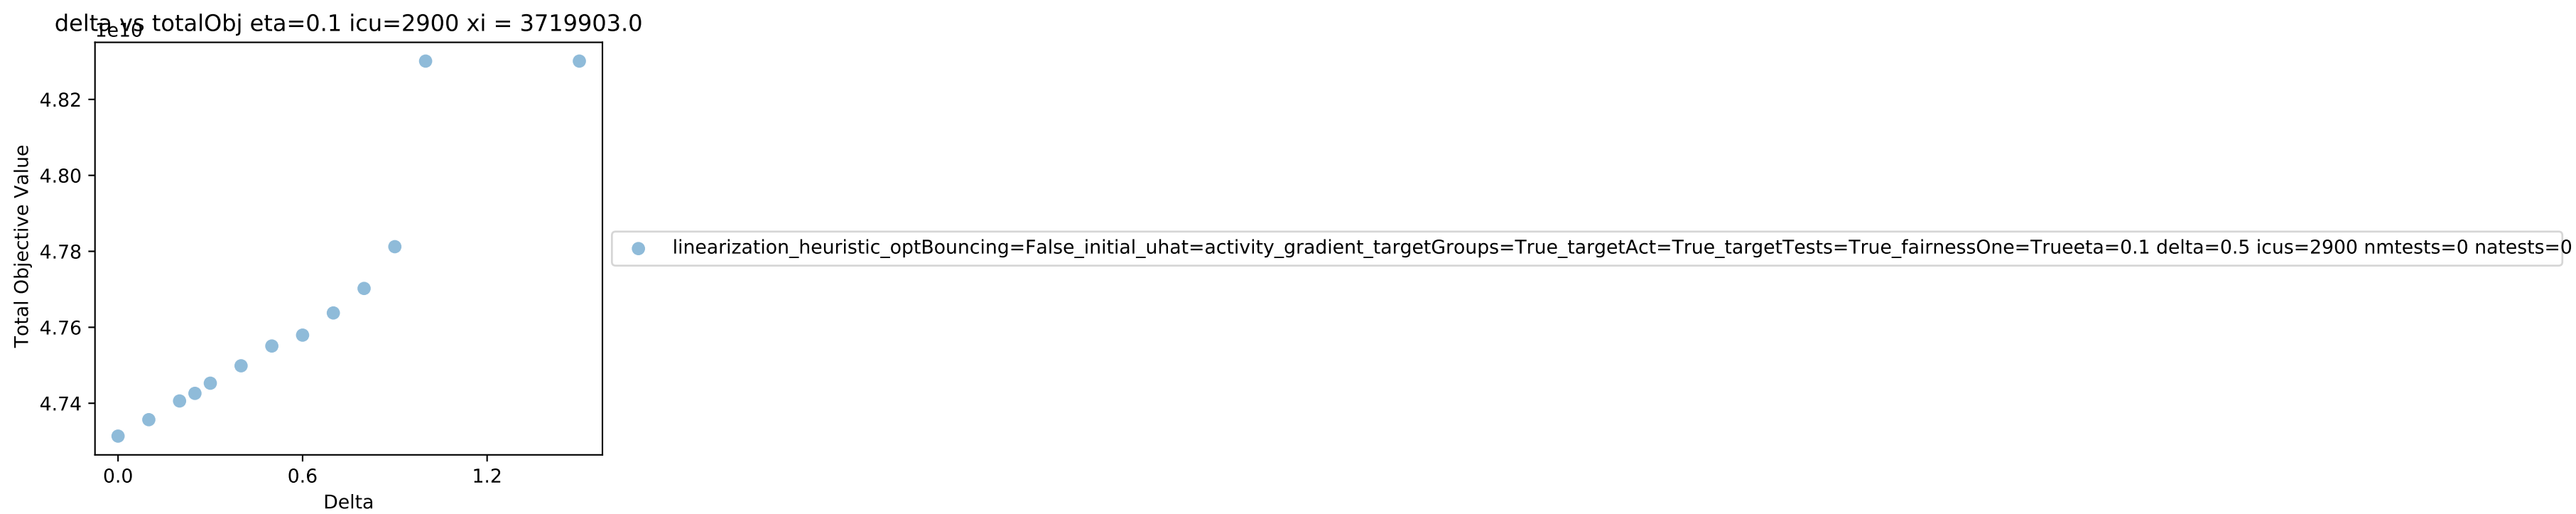 delta vs totalObj eta=0.1 icu=2900 xi = 3719903.0
1e10
4.82
4.80
4.78
4.76
4.74
Total Objective Value
0.0 0.6 1.2
Delta
linearization_heuristic_optBouncing=False_initial_uhat=activity_gradient_targetGroups=True_targetAct=True_targetTests=True_fairnessOne=Trueeta=0.1 delta=0.5 icus=2900 nmtests=0 natests=0